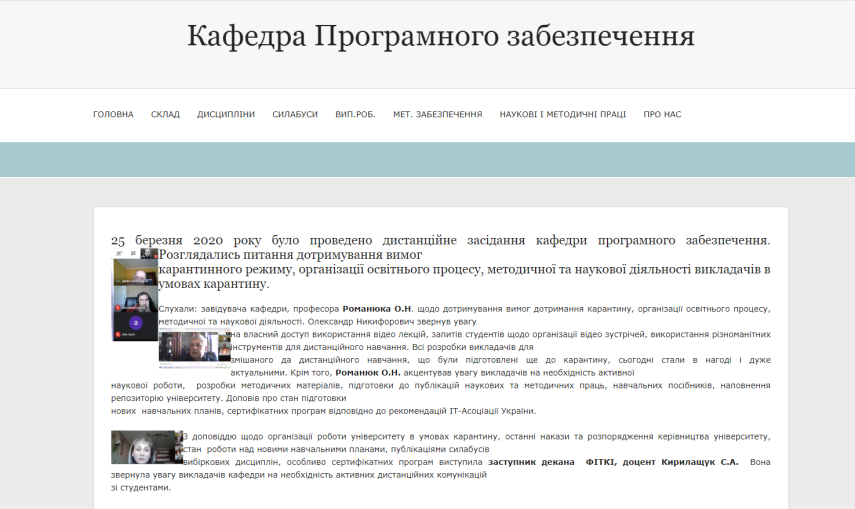 Кафедра Програмного забезпечення
ГОЛОВНА СКЛАД ДИСЦИПЛІНИ СИЛАБУСИ ВИП.РОБ. МЕТ. ЗАБЕЗПЕЧЕННЯ НАУКОВІ І МЕТОДИЧНІ ПРАЦІ ПРО НАС
25 березня 2020 року було проведено дистанційне засідання кафедри програмного забезпечення.
Розглядались питання дотримування вимог
карантинного режиму, організації освітнього процесу, методичної та наукової діяльності викладачів в
умовах карантину.
Слухали: завідувача кафедри, професора Романюка О.Н. щодо дотримування вимог дотримання карантину, організації освітнього процесу,
методичної та наукової діяльності. Олександр Никифорович звернув увагу
на власний доступ використання відео лекцій, запитів студентів щодо організації відео зустрічей, використання різноманітних
інструментів для дистанційного навчання. Всі розробки викладачів для
змішаного да дистанційного навчання, що були підготовлені ще до карантину, сьогодні стали в нагоді і дуже
актуальними. Крім того, Романюк О.Н. акцентував увагу викладачів на необхідність активної
наукової роботи, розробки методичних матеріалів, підготовки до публікацій наукових та методичних праць, навчальних посібників, наповнення
репозиторію університету. Доповів про стан підготовки
нових навчальних планів, сертифікатних програм відповідно до рекомендацій ІТ-Асоціації України.
З доповіддю щодо організації роботи університету в умовах карантину, останні накази та розпорядження керівництва університету,
стан роботи над новими навчальними планами, публікаціями силабусів
вибіркових дисциплін, особливо сертифікатних програм виступила заступник декана ФІТКІ, доцент Кирилащук С.А. Вона
звернула увагу викладачів кафедри на необхідність активних дистанційних комунікацій
зі студентами.